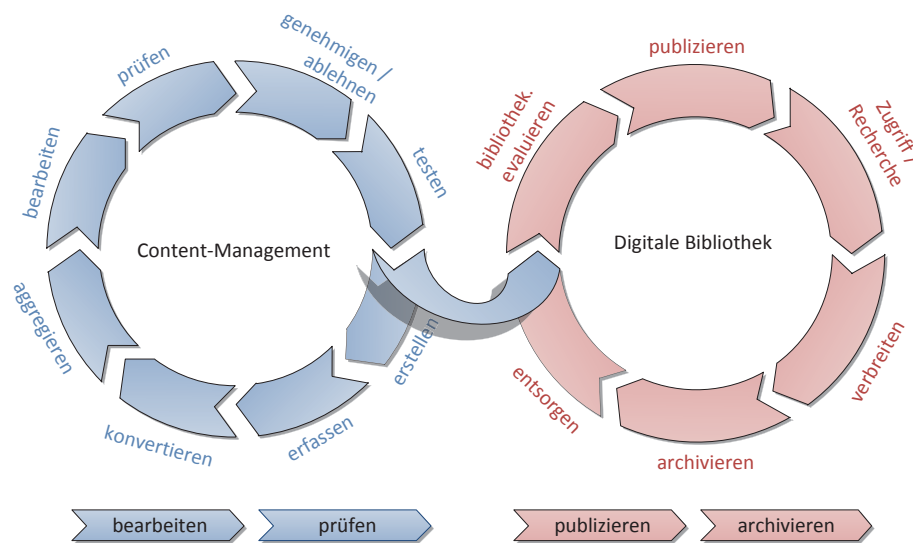 genehmigen /
ablehnen
prüfen
testen
bearbeiten
Content-Management
aggregieren
erstellen
konvertieren
erfassen
publizieren
bibliothek.
evaluieren
Zugriff /
Recherche
Digitale Bibliothek
entsorgen
verbreiten
archivieren
bearbeiten
prüfen
publizieren
archivieren